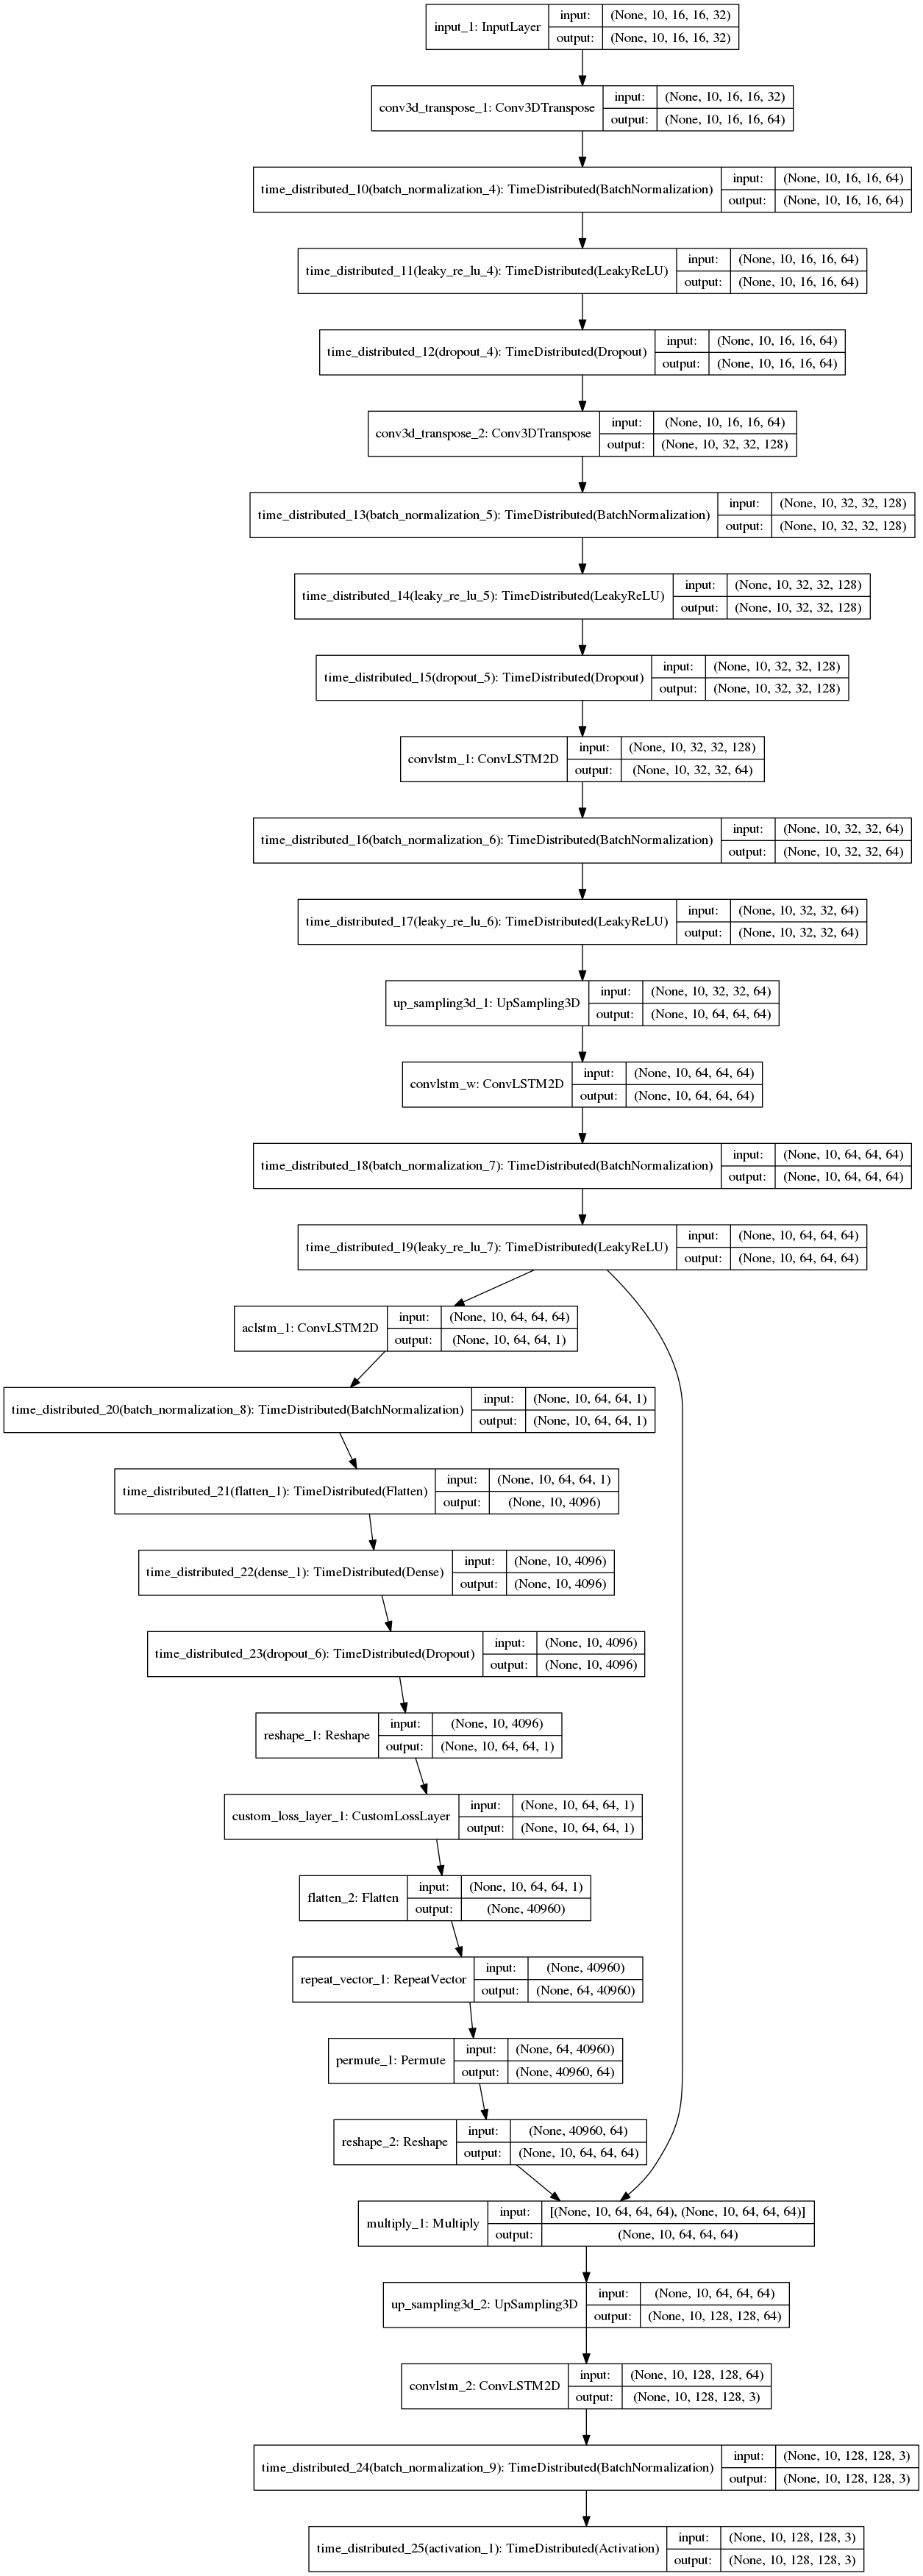 input_1: InputLayer
input: (None, 10, 16, 16, 32)
output: (None, 10, 16, 16, 32)
conv3d_transpose_1: Conv3DTranspose
input: (None, 10, 16, 16, 32)
output: (None, 10, 16, 16, 64)
time_distributed_10(batch_normalization_4): TimeDistributed(BatchNormalization)
input: (None, 10, 16, 16, 64)
output: (None, 10, 16, 16, 64)
time_distributed_11(leaky_re_lu_4): TimeDistributed(LeakyReLU)
input: (None, 10, 16, 16, 64)
output: (None, 10, 16, 16, 64)
time_distributed_12(dropout_4): TimeDistributed(Dropout)
input: (None, 10, 16, 16, 64)
output: (None, 10, 16, 16, 64)
conv3d_transpose_2: Conv3DTranspose
input: (None, 10, 16, 16, 64)
output: (None, 10, 32, 32, 128)
time_distributed_13(batch_normalization_5): TimeDistributed(BatchNormalization)
input: (None, 10, 32, 32, 128)
output: (None, 10, 32, 32, 128)
time_distributed_14(leaky_re_lu_5): TimeDistributed(LeakyReLU)
input: (None, 10, 32, 32, 128)
output: (None, 10, 32, 32, 128)
time_distributed_15(dropout_5): TimeDistributed(Dropout)
input: (None, 10, 32, 32, 128)
output: (None, 10, 32, 32, 128)
convlstm_1: ConvLSTM2D
input: (None, 10, 32, 32, 128)
output: (None, 10, 32, 32, 64)
time_distributed_16(batch_normalization_6): TimeDistributed(BatchNormalization)
input: (None, 10, 32, 32, 64)
output: (None, 10, 32, 32, 64)
time_distributed_17(leaky_re_lu_6): TimeDistributed(LeakyReLU)
input: (None, 10, 32, 32, 64)
output: (None, 10, 32, 32, 64)
up_sampling3d_1: UpSampling3D
input: (None, 10, 32, 32, 64)
output: (None, 10, 64, 64, 64)
convlstm_w: ConvLSTM2D
input: (None, 10, 64, 64, 64)
output: (None, 10, 64, 64, 64)
time_distributed_18(batch_normalization_7): TimeDistributed(BatchNormalization)
input: (None, 10, 64, 64, 64)
output: (None, 10, 64, 64, 64)
time_distributed_19(leaky_re_lu_7): TimeDistributed(LeakyReLU)
input: (None, 10, 64, 64, 64)
output: (None, 10, 64, 64, 64)
aclstm_1: ConvLSTM2D
input: (None, 10, 64, 64, 64)
output: (None, 10, 64, 64, 1)
time_distributed_20(batch_normalization_8): TimeDistributed(BatchNormalization)
input: (None, 10, 64, 64, 1)
output: (None, 10, 64, 64, 1)
time_distributed_21(flatten_1): TimeDistributed(Flatten)
input: (None, 10, 64, 64, 1)
output: (None, 10, 4096)
time_distributed_22(dense_1): TimeDistributed(Dense)
input: (None, 10, 4096)
output: (None, 10, 4096)
time_distributed_23(dropout_6): TimeDistributed(Dropout)
input: (None, 10, 4096)
output: (None, 10, 4096)
reshape_1: Reshape
input: (None, 10, 4096)
output: (None, 10, 64, 64, 1)
custom_loss_layer_1: CustomLossLayer
input: (None, 10, 64, 64, 1)
output: (None, 10, 64, 64, 1)
flatten_2: Flatten
input: (None, 10, 64, 64, 1)
output: (None, 40960)
repeat_vector_1: RepeatVector
input: (None, 40960)
output: (None, 64, 40960)
permute_1: Permute
input: (None, 64, 40960)
output: (None, 40960, 64)
reshape_2: Reshape
input: (None, 40960, 64)
output: (None, 10, 64, 64, 64)
multiply_1: Multiply
input: [(None, 10, 64, 64, 64), (None, 10, 64, 64, 64)]
output: (None, 10, 64, 64, 64)
up_sampling3d_2: UpSampling3D
input: (None, 10, 64, 64, 64)
output: (None, 10, 128, 128, 64)
convlstm_2: ConvLSTM2D
input: (None, 10, 128, 128, 64)
output: (None, 10, 128, 128, 3)
time_distributed_24(batch_normalization_9): TimeDistributed(BatchNormalization)
input: (None, 10, 128, 128, 3)
output: (None, 10, 128, 128, 3)
time_distributed_25(activation_1): TimeDistributed(Activation)
input: (None, 10, 128, 128, 3)
output: (None, 10, 128, 128, 3)